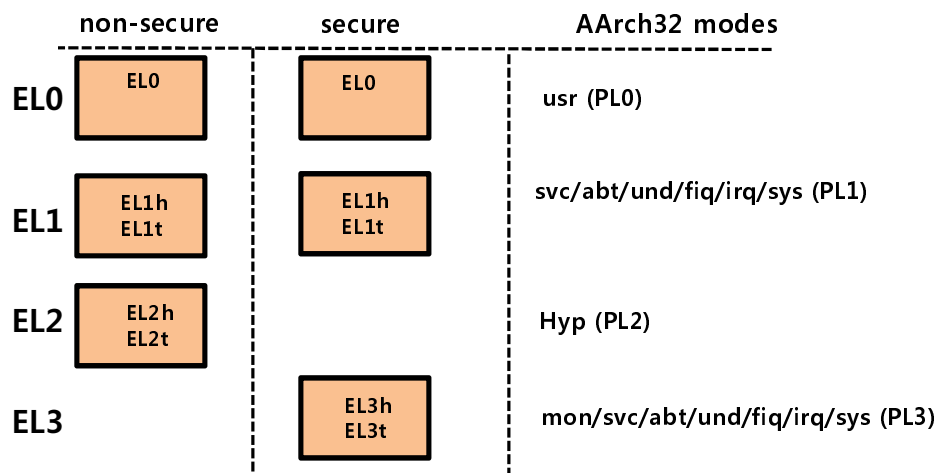 non-secure secure AArch32 modes
EL0 EL0 EL0 usr (PL0)
svc/abt/und/fiq/irq/sys (PL1)
EL1 EL1h EL1h
EL1t EL1t
EL2 EL2h Hyp (PL2)
EL2t
EL3 EL3h mon/svc/abt/und/fiq/irq/sys (PL3)
EL3t